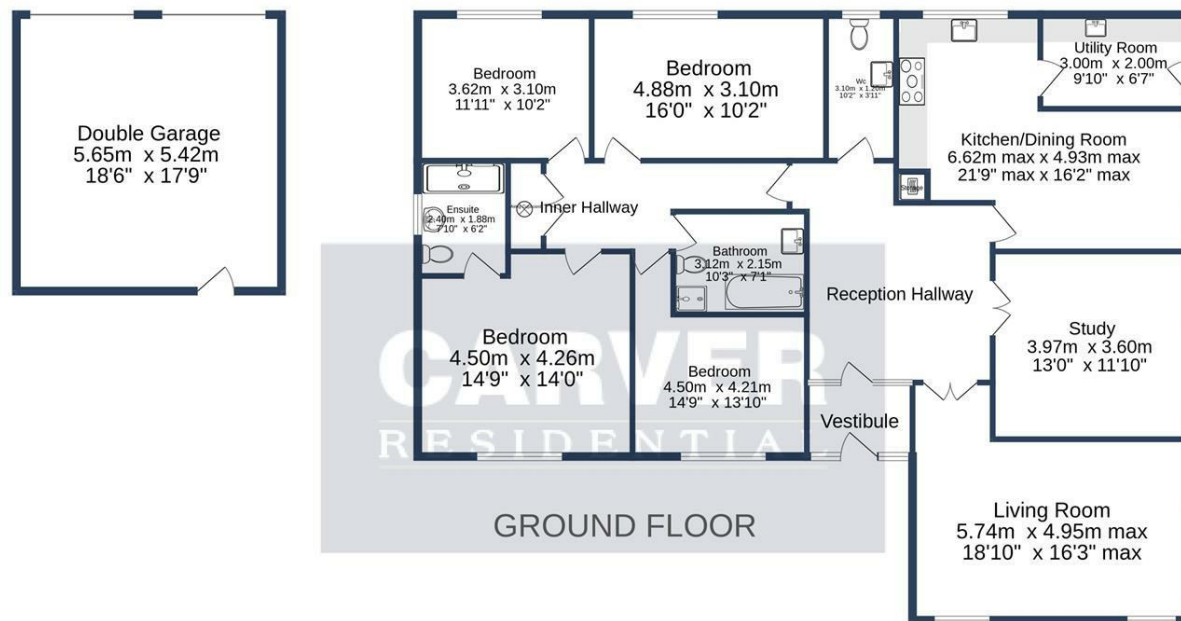 Double Garage
5.65m x 5.42m
18'6" x 17'9"
Bedroom
3.62m x 3.10m
11'11" x 10'2"
Bedroom
4.88m x 3.10m
16'0" x 10'2"
Wc
3.10m x 1.20m
10'2" x 3'11"
Utility Room
3.00m x 2.00m
9'10" x 6'7"
Kitchen/Dining Room
6.62m max x 4.93m max
21'9" max x 16'2" max
Storage
Ensuite
2.40m x 1.88m
7'10" x 6'2"
Inner Hallway
Bathroom
3.12m x 2.15m
10'3" x 7'1"
Reception Hallway
Study
3.97m x 3.60m
13'0" x 11'10"
Bedroom
4.50m x 4.26m
14'9" x 14'0"
Bedroom
4.50m x 4.21m
14'9" x 13'10"
Vestibule
CARVER
RESIDENTIAL
Living Room
5.74m x 4.95m max
18'10" x 16'3" max
GROUND FLOOR